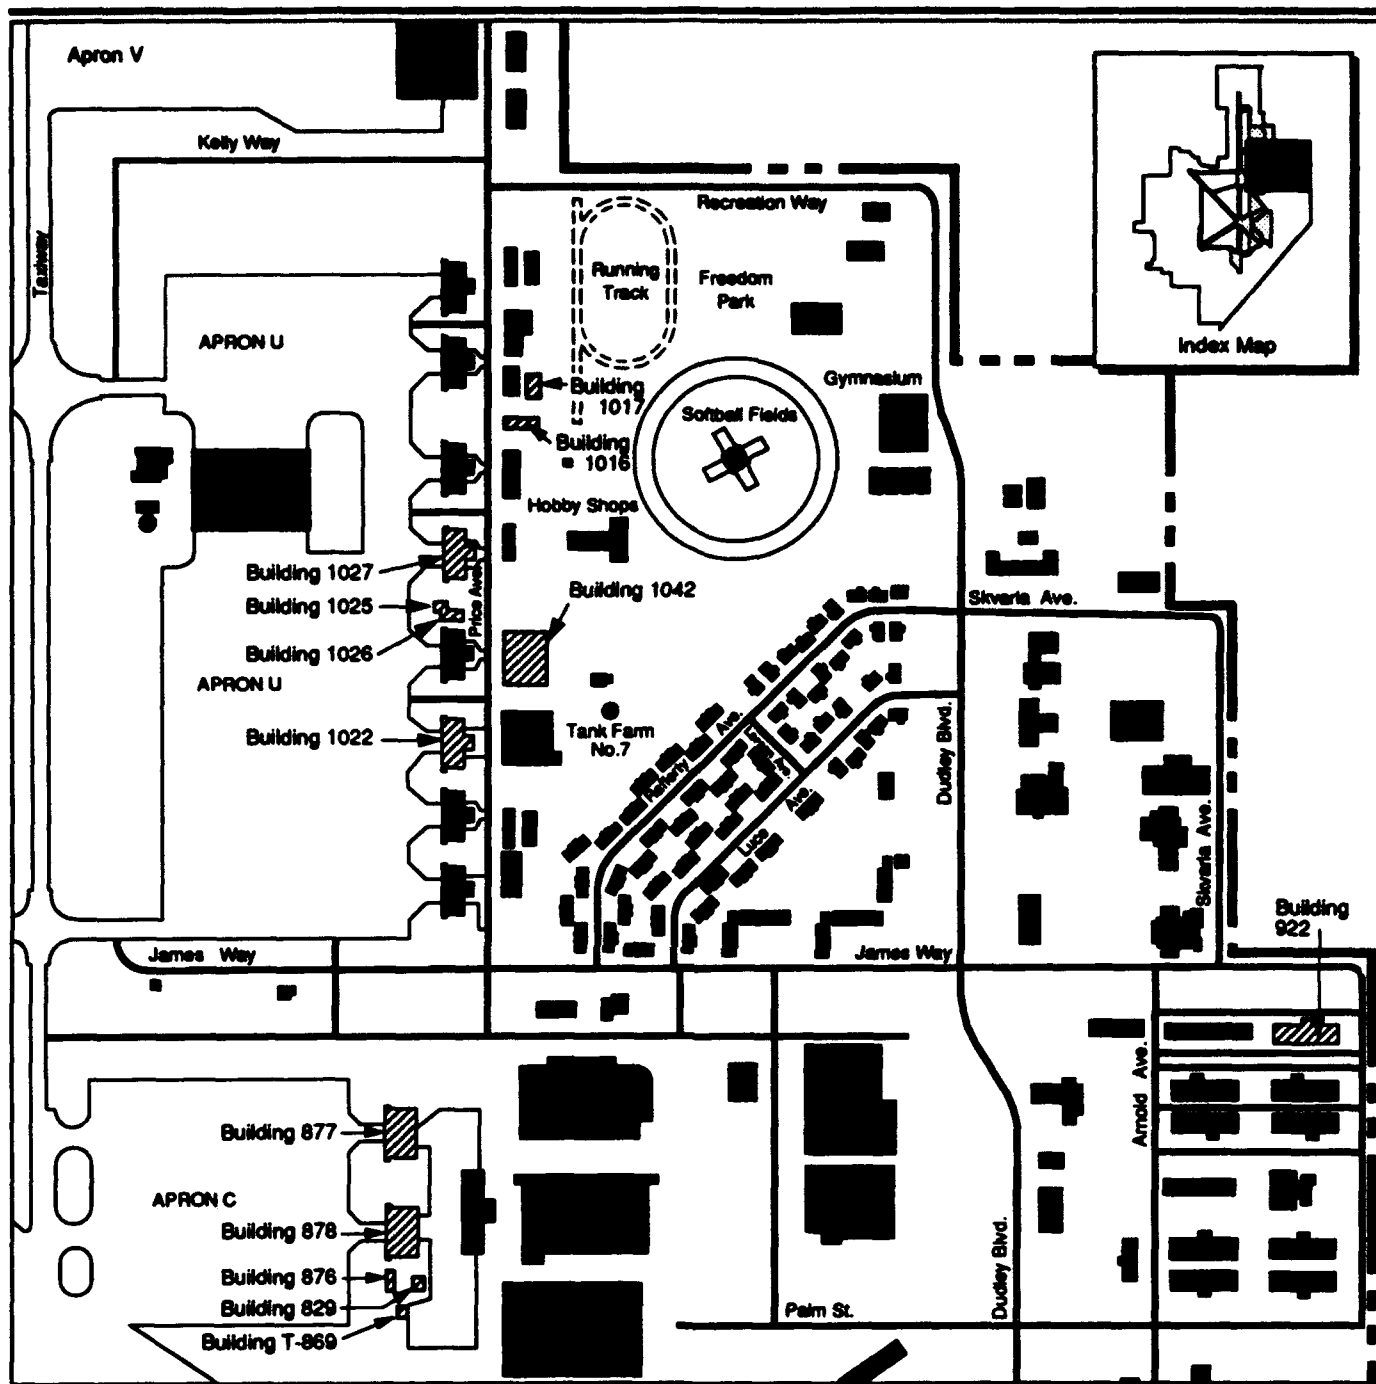 Apron V
Kelly Way
Taxiway
Recreation Way
Running
Track
Freedom
Park
Index Map
APRON U
Gymnasium
Building
1017
Softball Fields
Building
1016
Hobby Shops
Building 1027
Building 1025
Building 1026
Price Ave.
Building 1042
Skvarla Ave.
APRON U
Building 1022
Tank Farm
No.7
Rafferty Ave.
Luce Ave.
Dudley Blvd.
Skvarla Ave.
Building
922
James Way
James Way
Arnold Ave.
Building 877
APRON C
Building 878
Building 876
Building 829
Building T-869
Dudley Blvd.
Palm St.